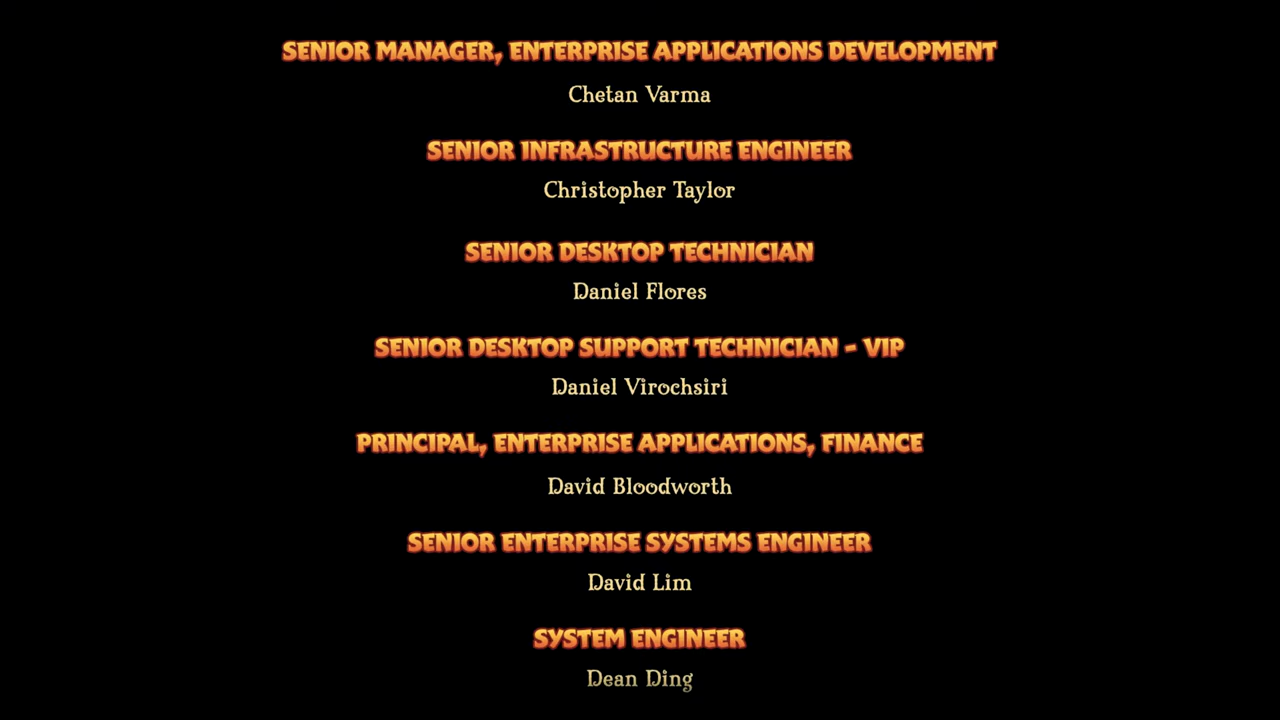 SENIOR MANAGER, ENTERPRISE APPLICATIONS DEVELOPMENT
Chetan Varma
SENIOR INFRASTRUCTURE ENGINEER
Christopher Taylor
SENIOR DESKTOP TECHNICIAN
Daniel Flores
SENIOR DESKTOP SUPPORT TECHNICIAN - VIP
Daniel Virochsiri
PRINCIPAL, ENTERPRISE APPLICATIONS, FINANCE
David Bloodworth
SENIOR ENTERPRISE SYSTEMS ENGINEER
David Lim
SYSTEM ENGINEER
Dean Ding